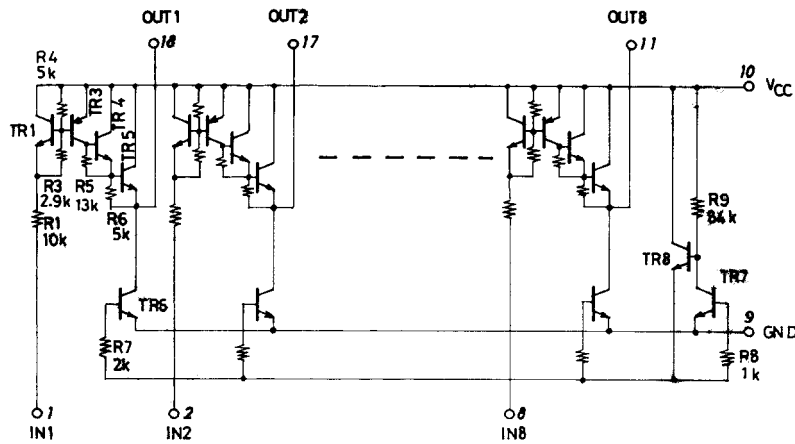 OUT1 OUT2 OUT8
18 17 11
R4
5k
10
VCC
TR3
TR4
TR1
TR5
R3
2.9k
R5
13k
R6
5k
R1
10k
R9
84k
TR8
TR7
TR6
9
GND
R7
2k
R8
1k
1 2 8
IN1 IN2 IN8